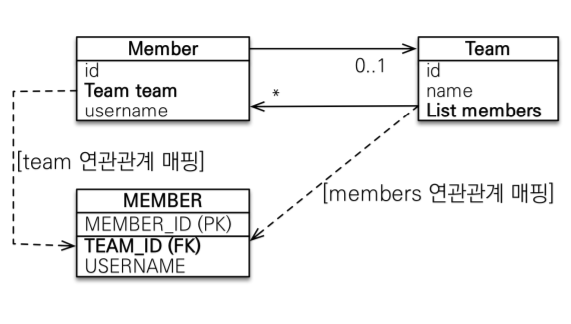 Member
id
Team team
username
0..1
*
Team
id
name
List members
[team 연관관계 매핑]
[members 연관관계 매핑]
MEMBER
MEMBER_ID (PK)
TEAM_ID (FK)
USERNAME